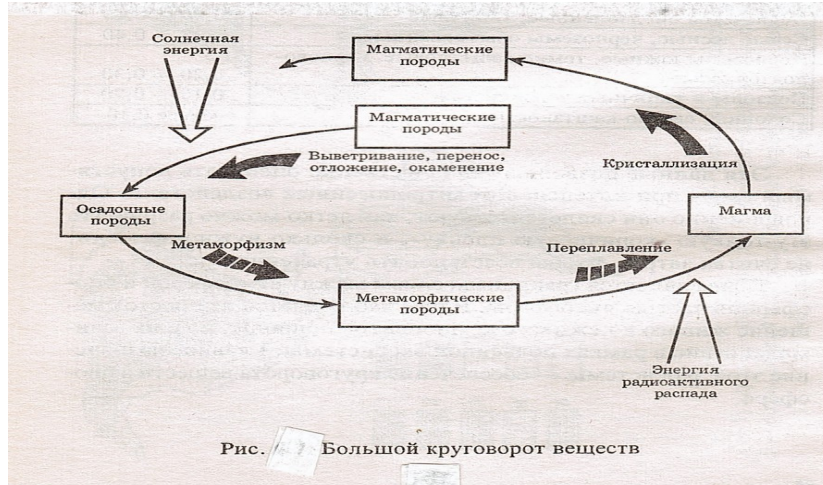 Солнечная
энергия
Магматические
породы
Магматические
породы
Выветривание, перенос,
отложение, окаменение
Кристаллизация
Осадочные
породы
Магма
Метаморфизм
Переплавление
Метаморфические
породы
Энергия
радиоактивного
распада
Рис. Большой круговорот веществ